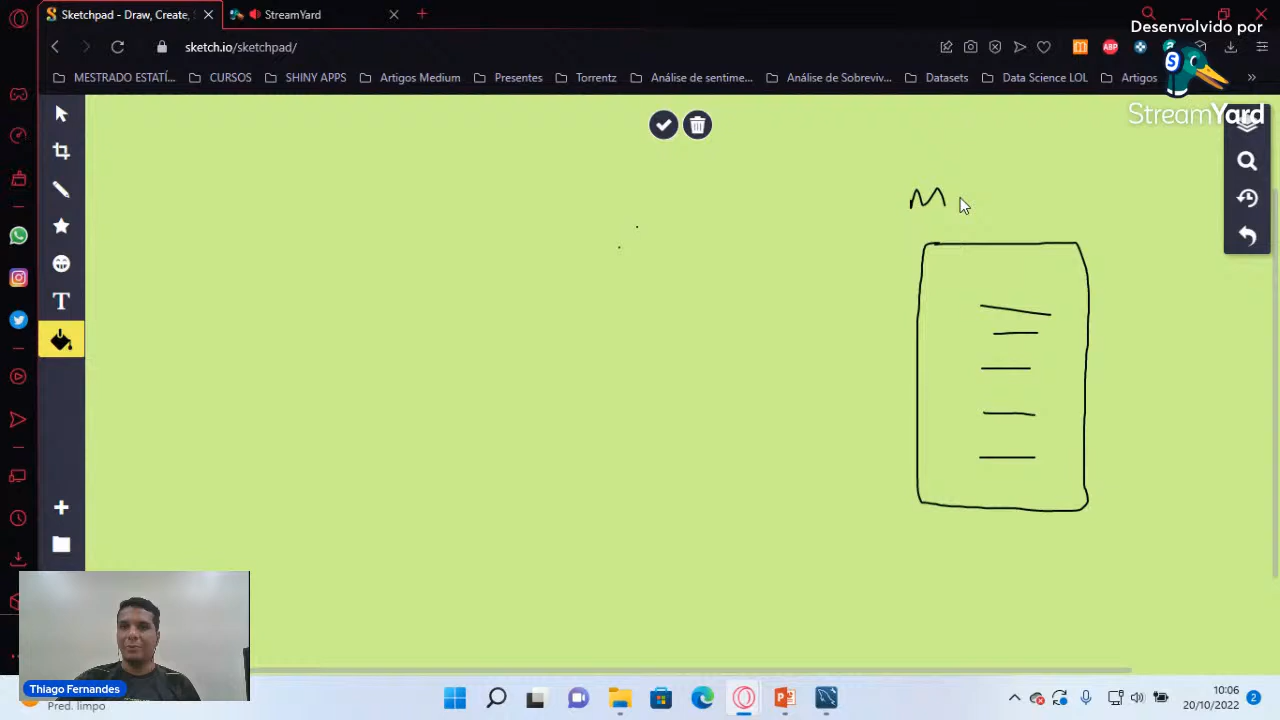 Sketchpad - Draw, Create,
StreamYard
Desenvolvido por
StreamYard
sketch.io/sketchpad/
ABP
MESTRADO ESTATÍ...
CURSOS
SHINY APPS
Artigos Medium
Presentes
Torrentz
Análise de sentime...
Análise de Sobreviv...
Datasets
Data Science LOL
Artigos
»
M
T
Thiago Fernandes
Pred. limpo
10:06
20/10/2022
2